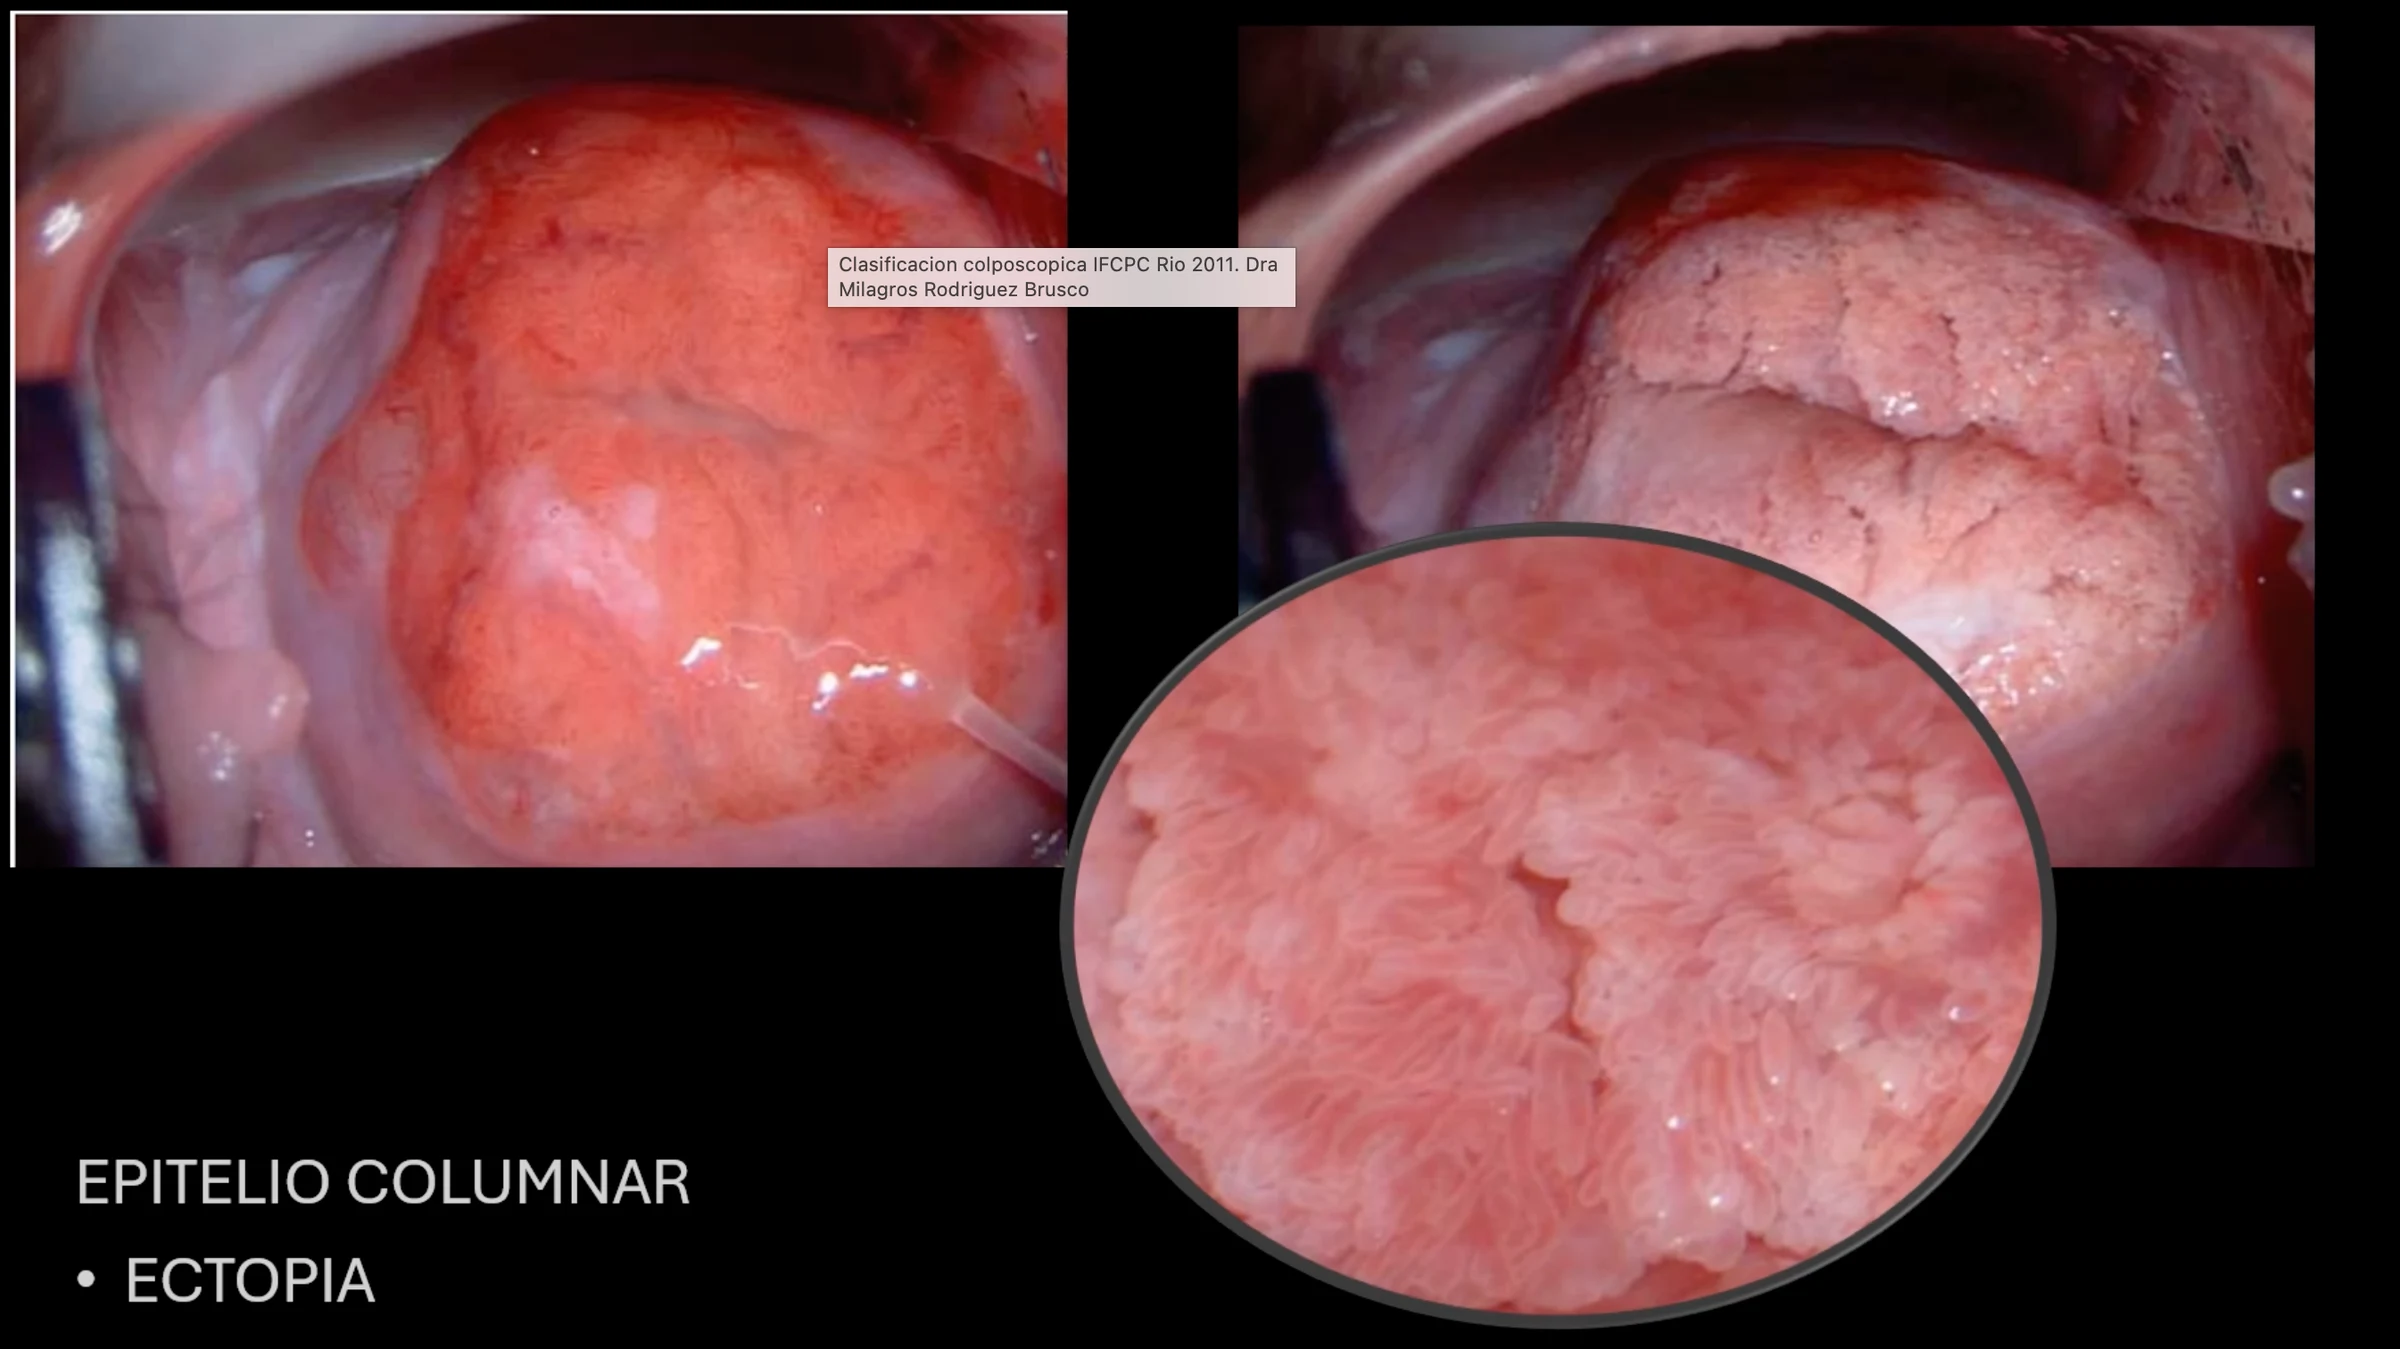 Clasificacion colposcopica IFCPC Rio 2011. Dra
Milagros Rodriguez Brusco
EPITELIO COLUMNAR
• ECTOPIA